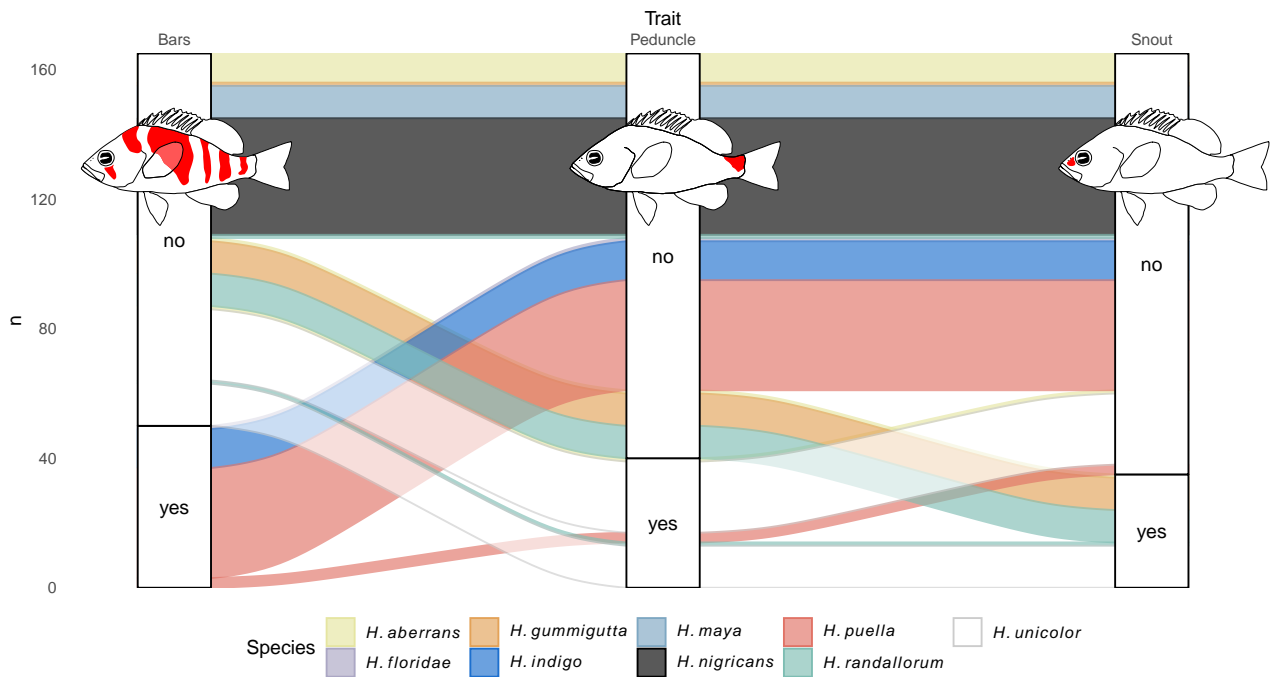 Trait
Bars Peduncle Snout
160
120
80
40
0
n
no
no
no
yes
yes
yes
Species
H. aberrans H. gummigutta H. maya H. puella H. unicolor
H. floridae H. indigo H. nigricans H. randallorum